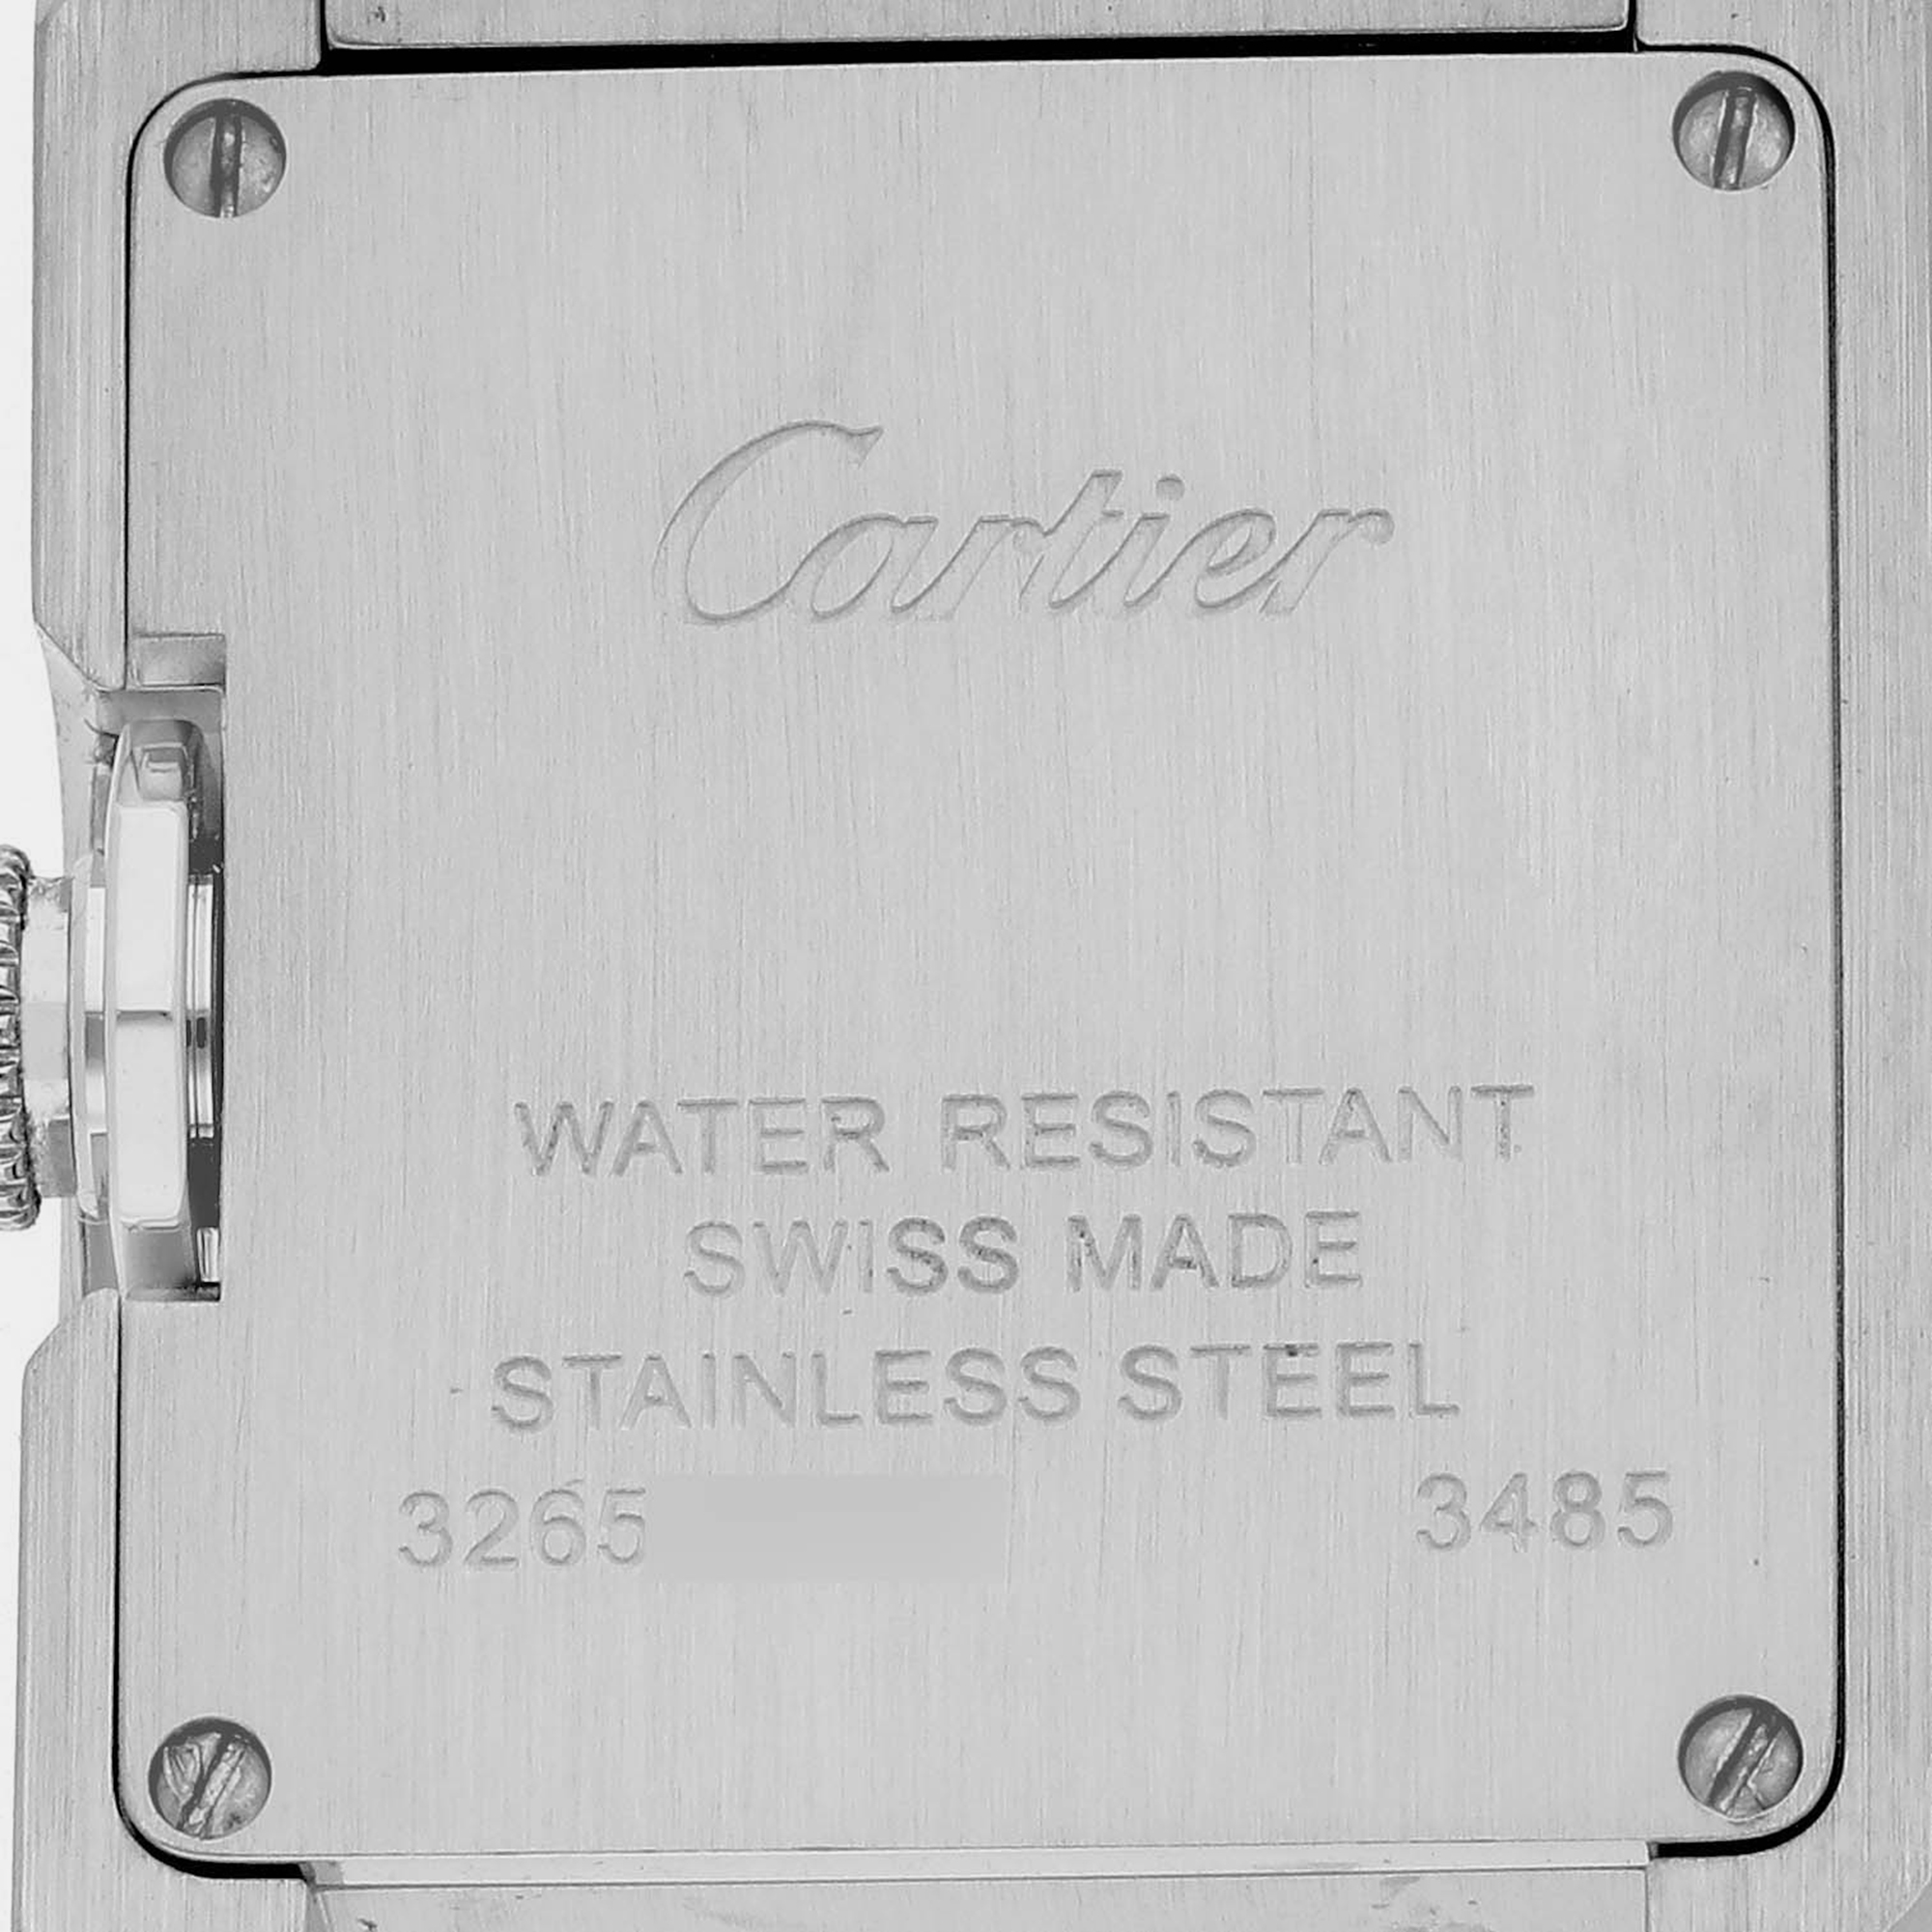 Cartier
WATER RESISTANT
SWISS MADE
STAINLESS STEEL
3265 3485